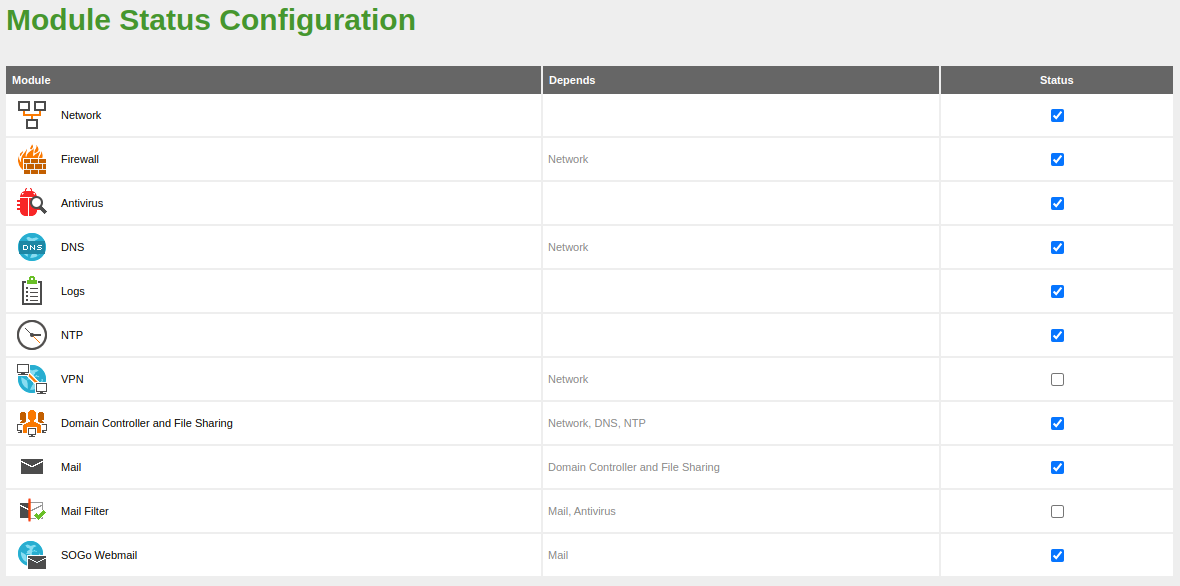 Module Status Configuration
Module Depends Status
Network
Firewall Network
Antivirus
DNS DNS Network
Logs
NTP
VPN Network
Domain Controller and File Sharing Network, DNS, NTP
Mail Domain Controller and File Sharing
Mail Filter Mail, Antivirus
SOGo Webmail Mail